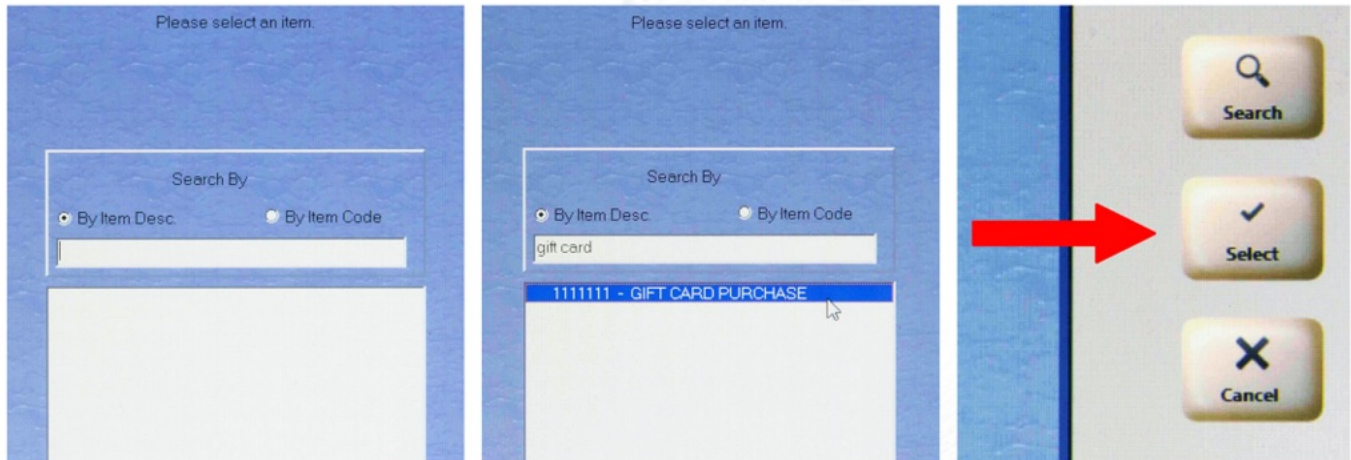 Please select an item.
Search By
By Item Desc.
By Item Code
Please select an item.
Search By
By Item Desc.
By Item Code
gift card
1111111 - GIFT CARD PURCHASE
Search
Select
Cancel